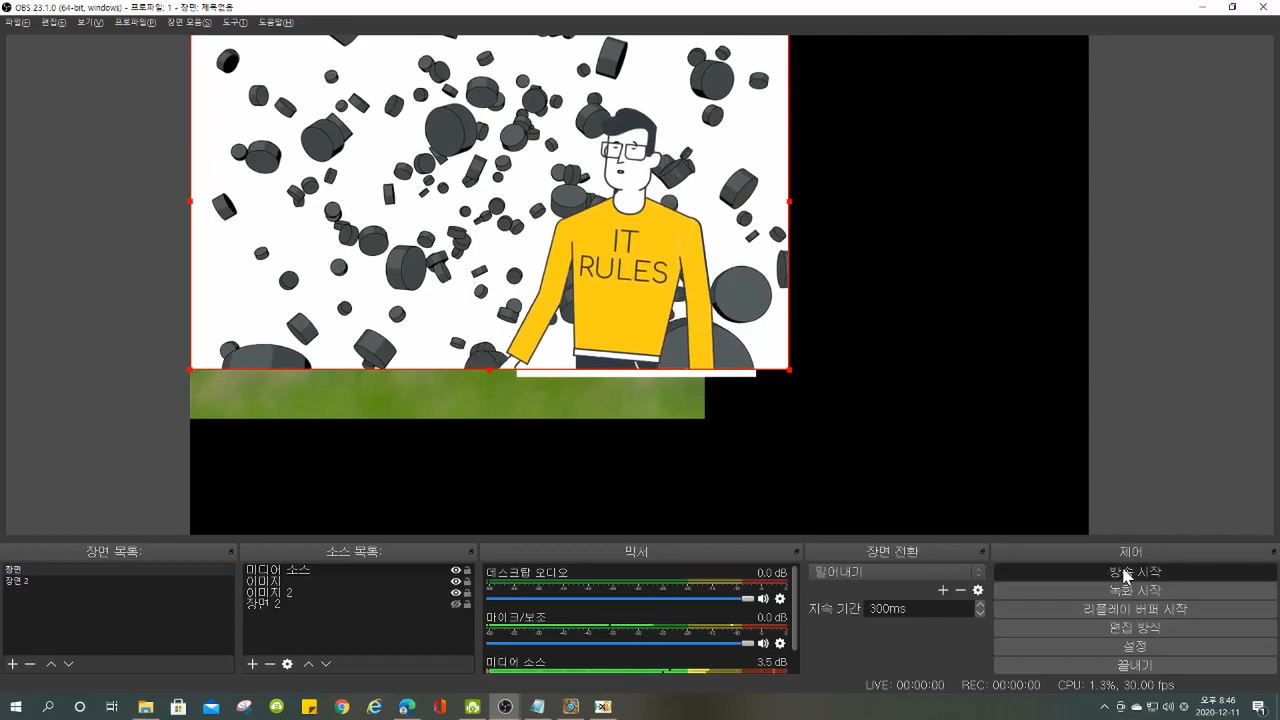 OBS 23.1.0 (64-bit, windows) - 프로파일: 1 - 장면: 제목없음
파일(F) 편집(E) 보기(V) 프로파일(P) 장면 모음(S) 도구(T) 도움말(H)
IT
RULES
장면 목록: 소스 목록: 믹서 장면 전환 제어
장면
장면 2
미디어 소스
이미지
이미지 2
장면 2
데스크탑 오디오 0.0 dB
마이크/보조 0.0 dB
미디어 소스 3.5 dB
밀어내기
지속 기간 300ms
방송 시작
녹화 시작
리플레이 버퍼 시작
편집 방식
설정
끝내기
LIVE: 00:00:00 REC: 00:00:00 CPU: 1.3%, 30.00 fps
오후 8:46
2020-12-11